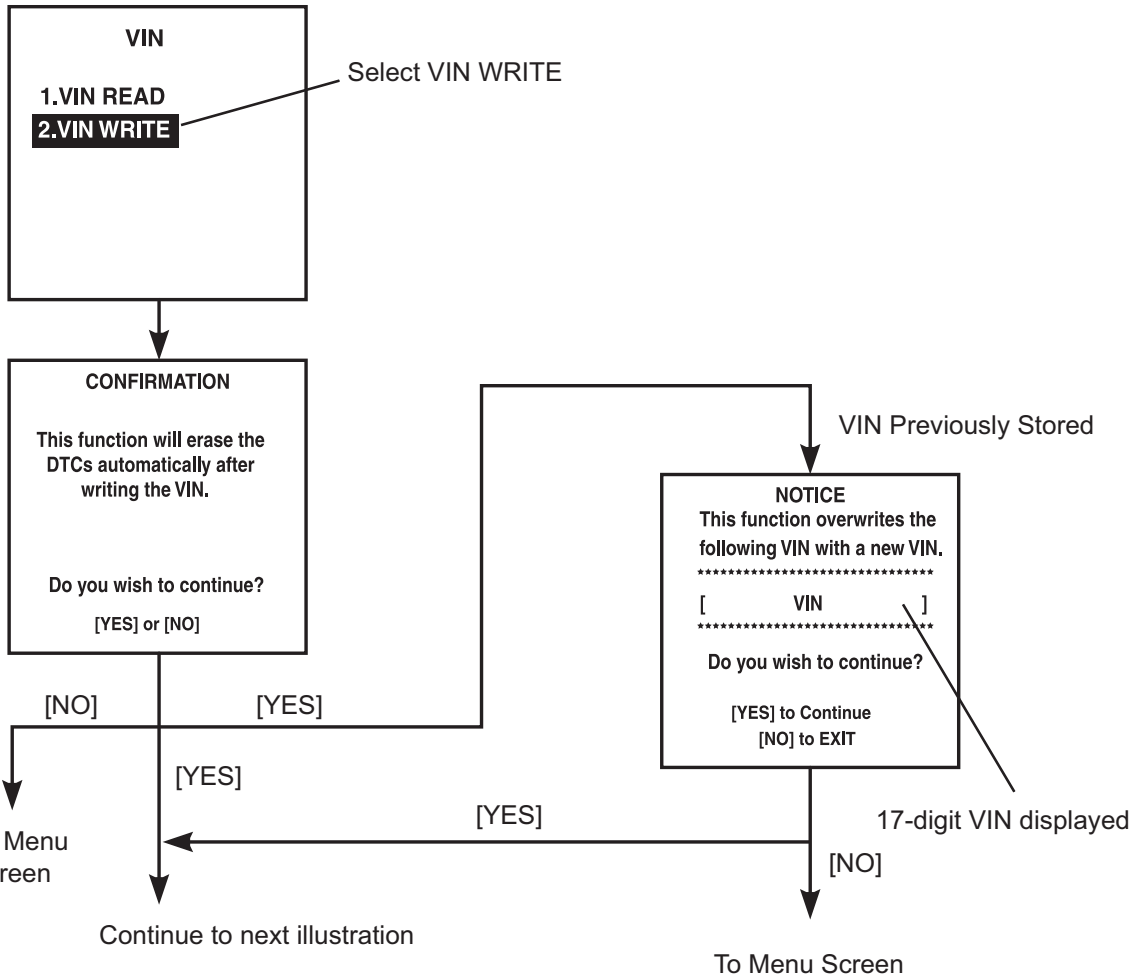 VIN
1.VIN READ
2.VIN WRITE
Select VIN WRITE
CONFIRMATION
This function will erase the
DTCs automatically after
writing the VIN.
Do you wish to continue?
[YES] or [NO]
VIN Previously Stored
NOTICE
This function overwrites the
following VIN with a new VIN.
*******************************
[ VIN ]
*******************************
Do you wish to continue?
[YES] to Continue
[NO] to EXIT
[NO]
[YES]
[YES]
[YES]
17-digit VIN displayed
[NO]
Menu
reen
Continue to next illustration
To Menu Screen